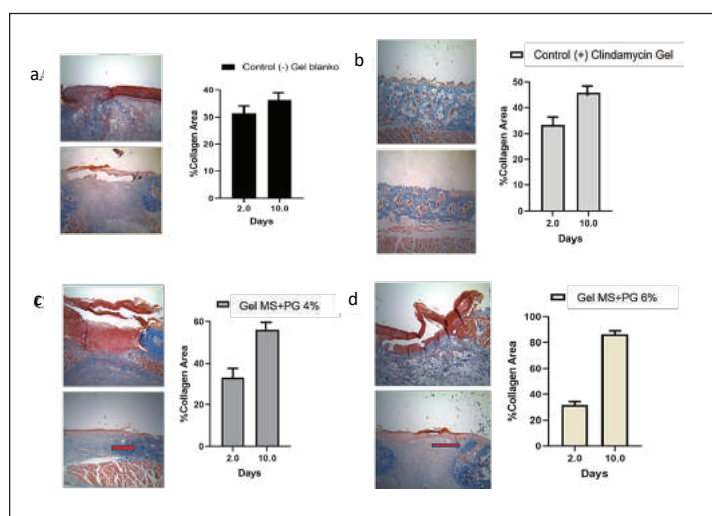 a
Control (-) Gel blanko
%Collagen Area
40
30
20
10
0
2.0 10.0
Days
b
Control (+) Clindamycin Gel
%Collagen Area
50
40
30
20
10
0
2.0 10.0
Days
c
Gel MS+PG 4%
%Collagen Area
60
40
20
0
2.0 10.0
Days
d
Gel MS+PG 6%
%Collagen Area
100
80
60
40
20
0
2.0 10.0
Days